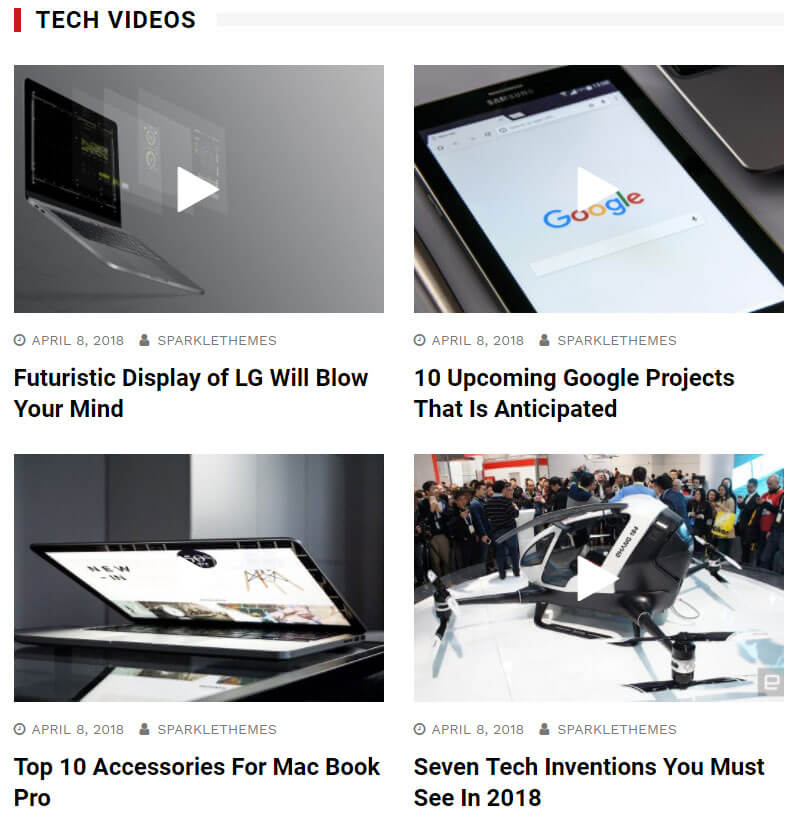 TECH VIDEOS
SAMSUNG
Google
APRIL 8, 2018 SPARKLETHEMES
APRIL 8, 2018 SPARKLETHEMES
Futuristic Display of LG Will Blow
Your Mind
10 Upcoming Google Projects
That Is Anticipated
NEW
-IN
EHANG 184
e
APRIL 8, 2018 SPARKLETHEMES
APRIL 8, 2018 SPARKLETHEMES
Top 10 Accessories For Mac Book
Pro
Seven Tech Inventions You Must
See In 2018